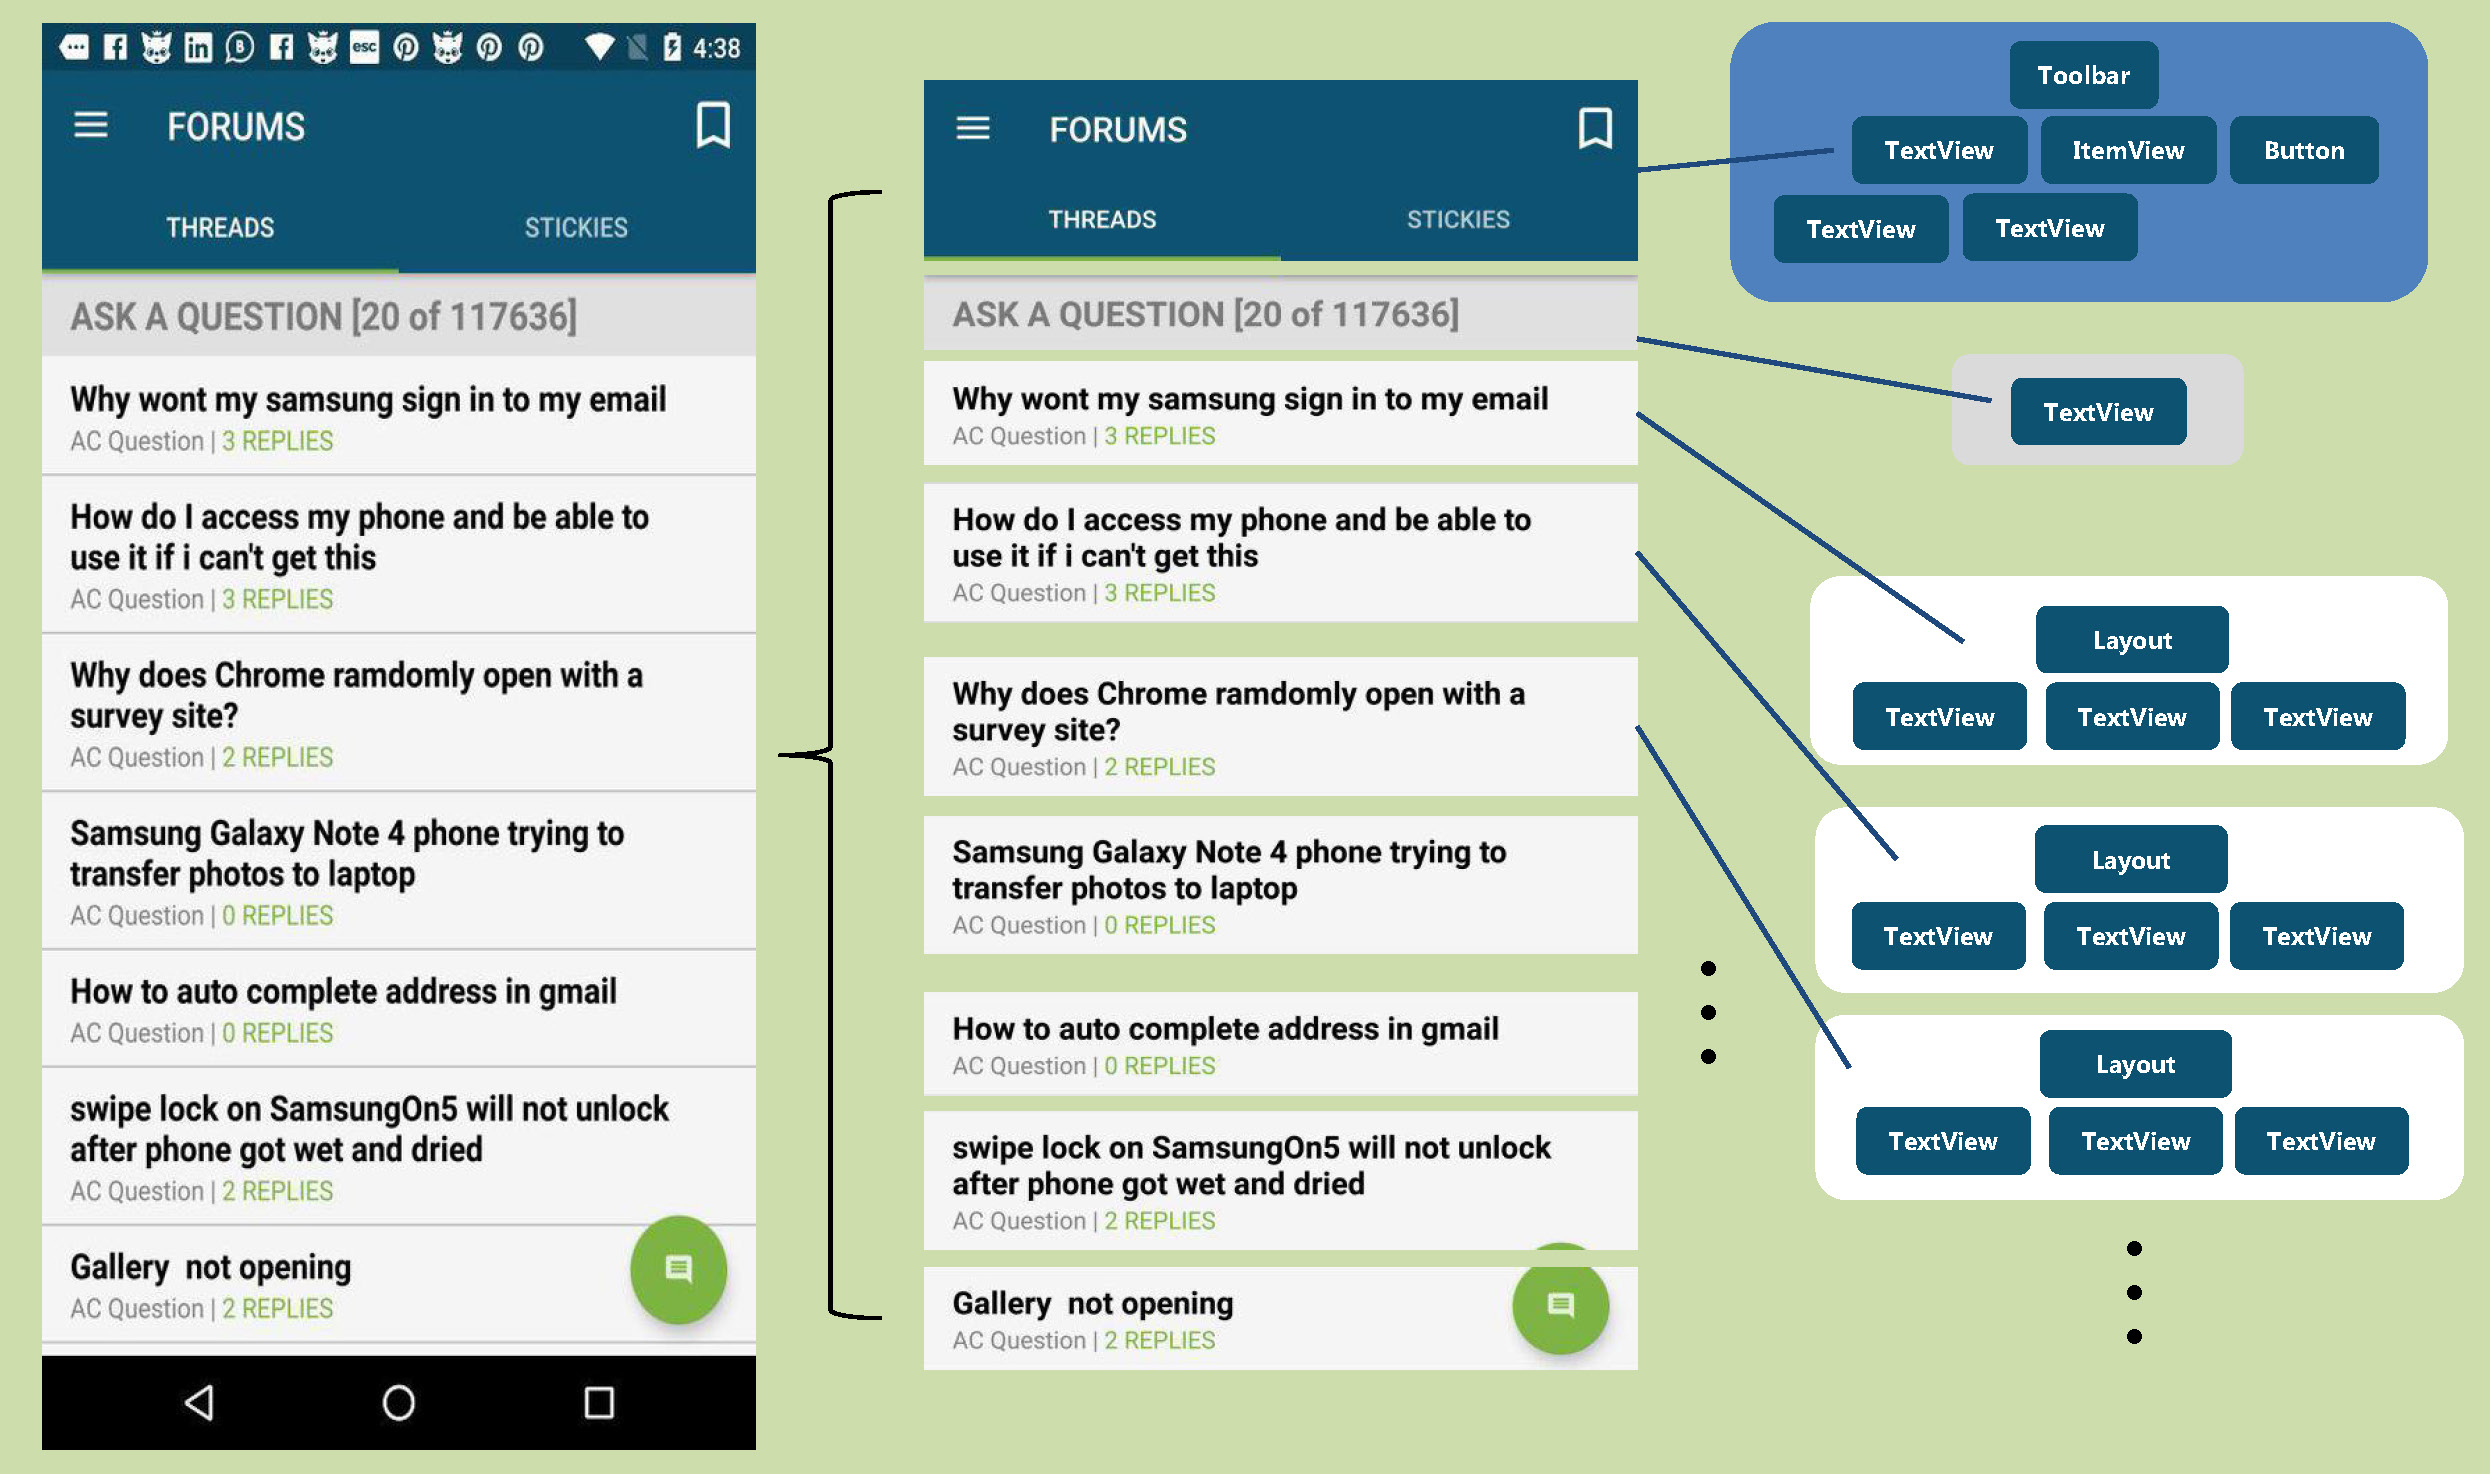 esc
4:38
FORUMS
THREADS STICKIES
ASK A QUESTION [20 of 117636]
Why wont my samsung sign in to my email
AC Question | 3 REPLIES
How do I access my phone and be able to
use it if i can't get this
AC Question | 3 REPLIES
Why does Chrome ramdomly open with a
survey site?
AC Question | 2 REPLIES
Samsung Galaxy Note 4 phone trying to
transfer photos to laptop
AC Question | 0 REPLIES
How to auto complete address in gmail
AC Question | 0 REPLIES
swipe lock on SamsungOn5 will not unlock
after phone got wet and dried
AC Question | 2 REPLIES
Gallery  not opening
AC Question | 2 REPLIES
FORUMS
THREADS STICKIES
ASK A QUESTION [20 of 117636]
Why wont my samsung sign in to my email
AC Question | 3 REPLIES
How do I access my phone and be able to
use it if i can't get this
AC Question | 3 REPLIES
Why does Chrome ramdomly open with a
survey site?
AC Question | 2 REPLIES
Samsung Galaxy Note 4 phone trying to
transfer photos to laptop
AC Question | 0 REPLIES
How to auto complete address in gmail
AC Question | 0 REPLIES
swipe lock on SamsungOn5 will not unlock
after phone got wet and dried
AC Question | 2 REPLIES
Gallery  not opening
AC Question | 2 REPLIES
Toolbar
TextView ItemView Button
TextView TextView
TextView
Layout
TextView TextView TextView
Layout
TextView TextView TextView
Layout
TextView TextView TextView